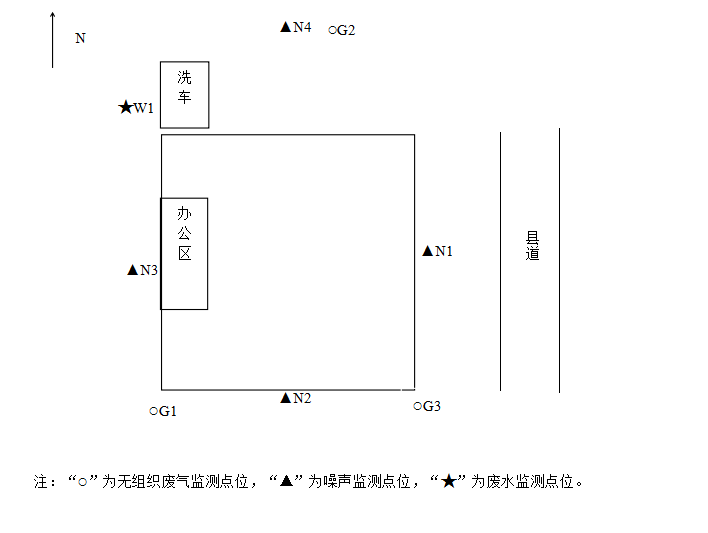 ▲N4
○G2
N
洗
车
★W1
办
公
区
县
道
▲N1
▲N3
▲N2
○G1
○G3
注：“○”为无组织废气监测点位，“▲”为噪声监测点位，“★”为废水监测点位。